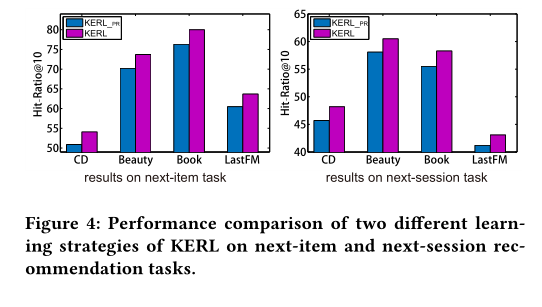 Hit-Ratio@10
80
75
70
65
60
55
50
KERL_PR
KERL
CD Beauty Book LastFM
results on next-item task
Hit-Ratio@10
65
60
55
50
45
40
KERL_PR
KERL
CD Beauty Book LastFM
results on next-session task
Figure 4: Performance comparison of two different learn-
ing strategies of KERL on next-item and next-session rec-
ommendation tasks.